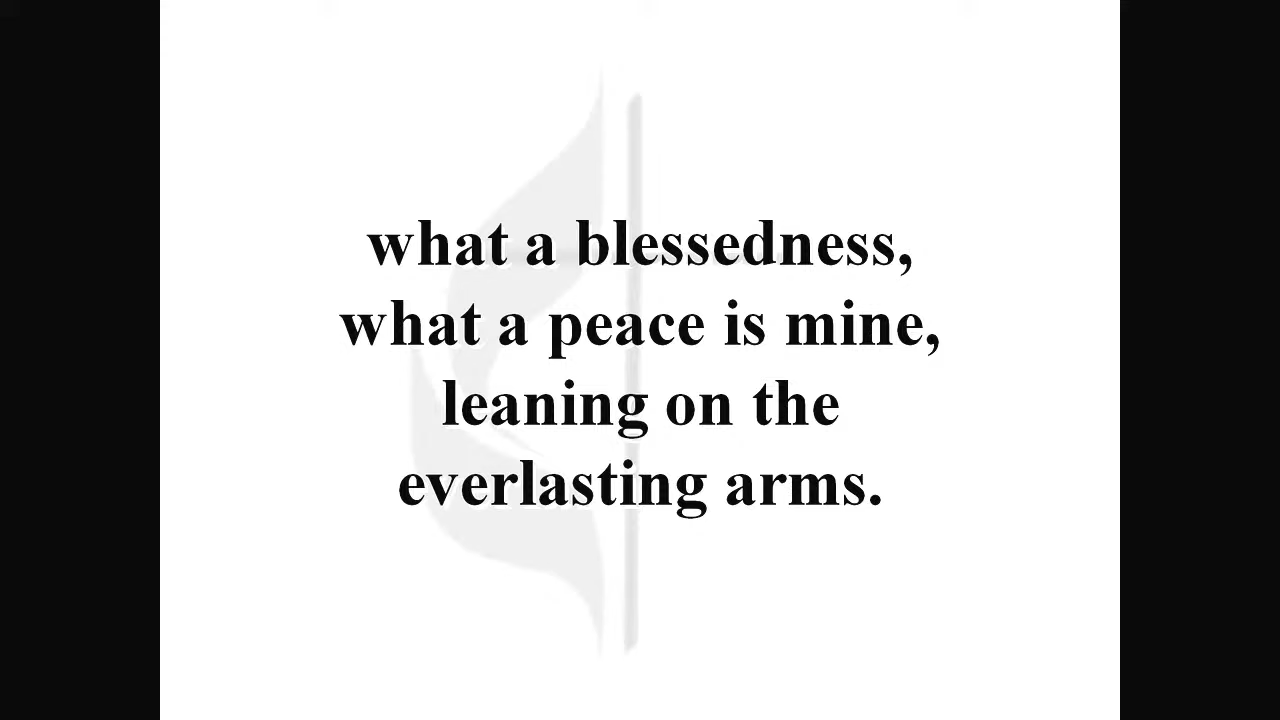 what a blessedness,
what a peace is mine,
leaning on the
everlasting arms.